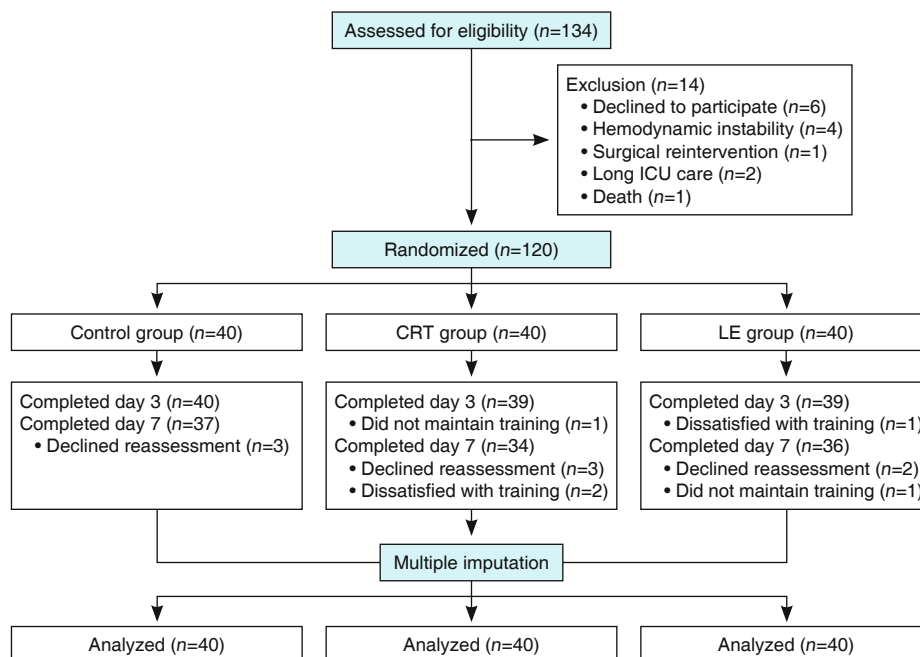 Assessed for eligibility (n=134)
Exclusion (n=14)
• Declined to participate (n=6)
• Hemodynamic instability (n=4)
• Surgical reintervention (n=1)
• Long ICU care (n=2)
• Death (n=1)
Randomized (n=120)
Control group (n=40)
CRT group (n=40)
LE group (n=40)
Completed day 3 (n=40)
Completed day 7 (n=37)
• Declined reassessment (n=3)
Completed day 3 (n=39)
• Did not maintain training (n=1)
Completed day 7 (n=34)
• Declined reassessment (n=3)
• Dissatisfied with training (n=2)
Completed day 3 (n=39)
• Dissatisfied with training (n=1)
Completed day 7 (n=36)
• Declined reassessment (n=2)
• Did not maintain training (n=1)
Multiple imputation
Analyzed (n=40)
Analyzed (n=40)
Analyzed (n=40)